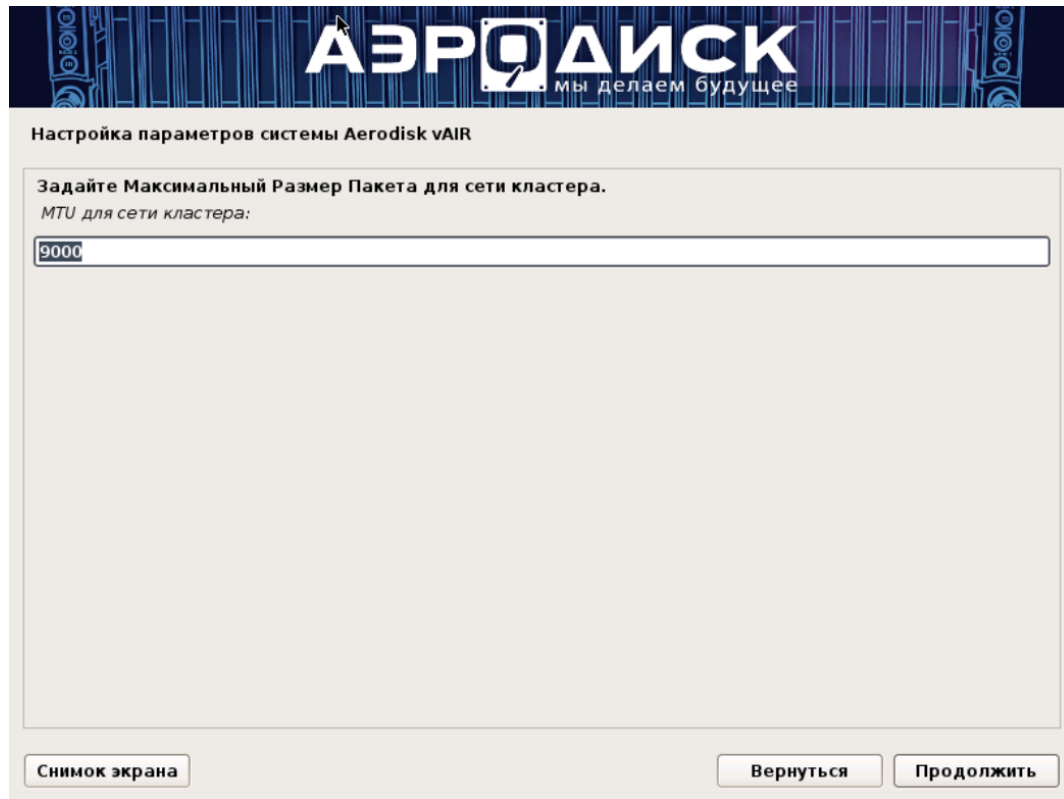 АЭРОДИСК
мы делаем будущее
Настройка параметров системы Aerodisk vAIR
Задайте Максимальный Размер Пакета для сети кластера.
MTU для сети кластера:
9000
Снимок экрана
Вернуться
Продолжить